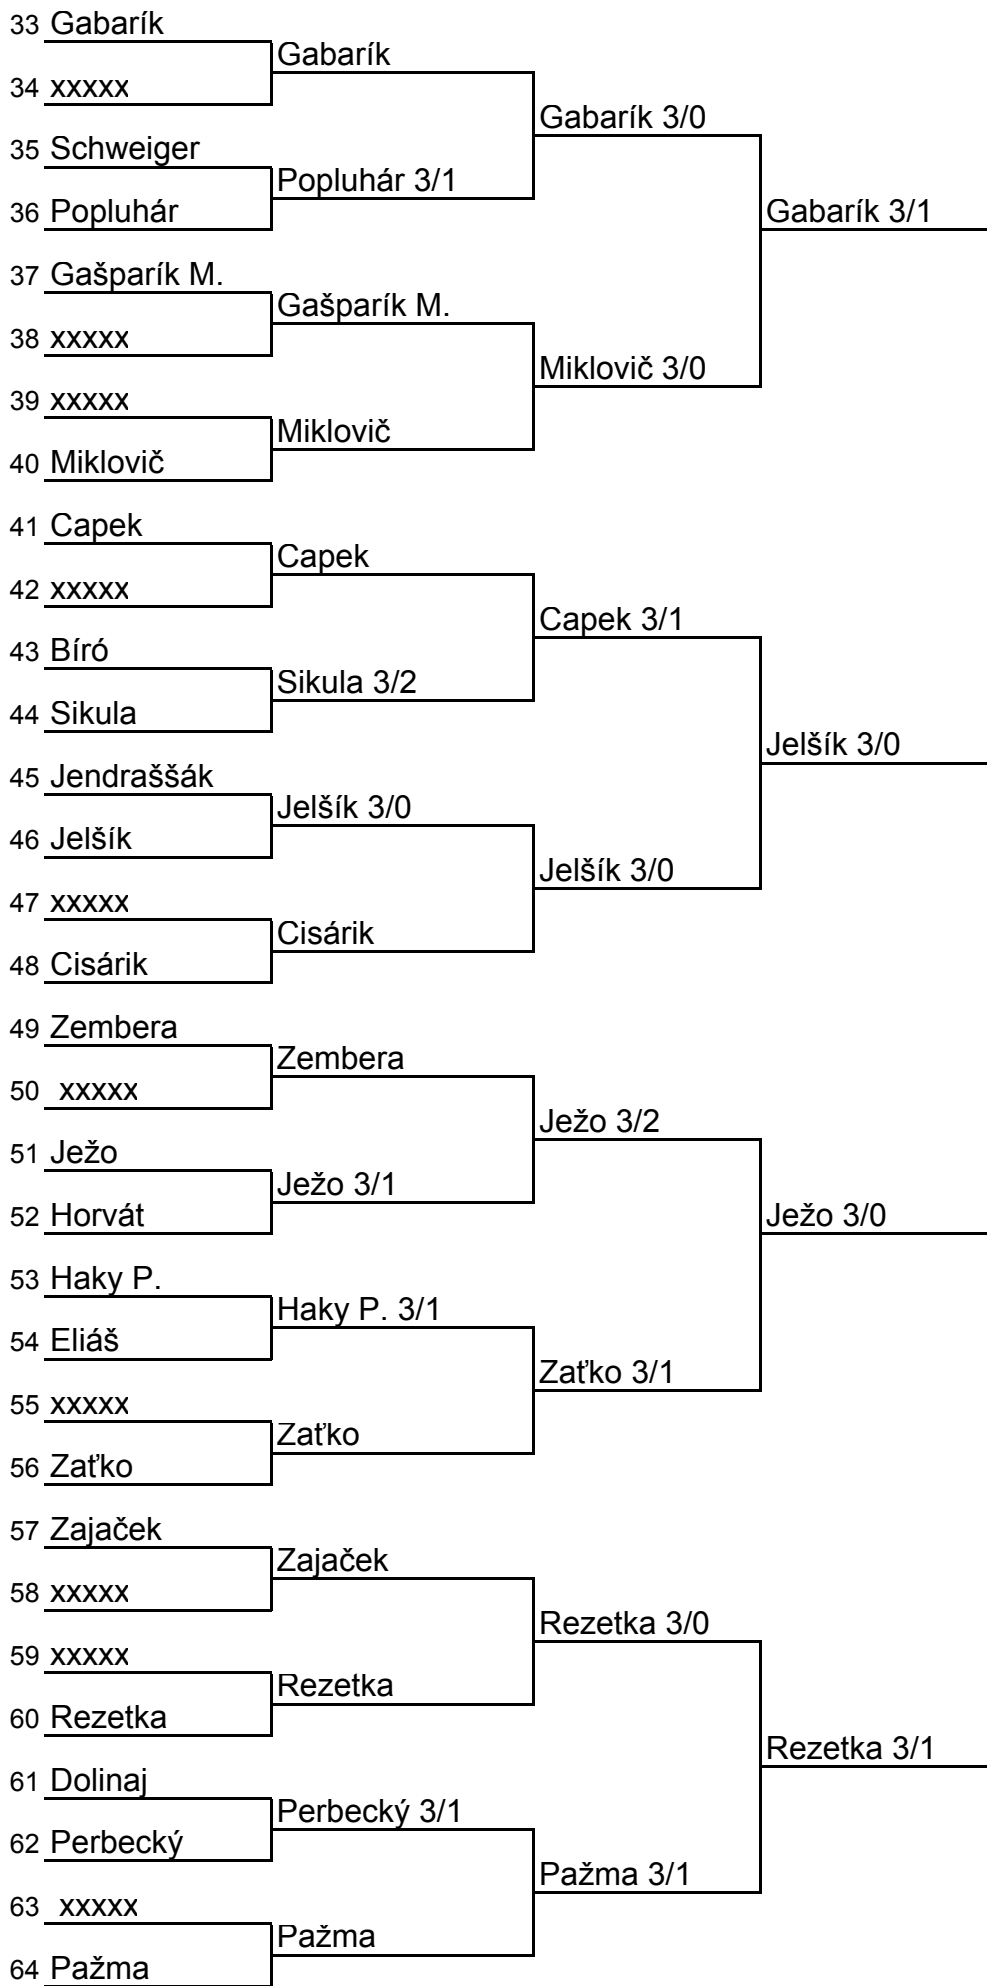 33 Gabarík
Gabarík
34 xxxxx
Gabarík 3/0
35 Schweiger
Popluhár 3/1
36 Popluhár
Gabarík 3/1
37 Gašparík M.
Gašparík M.
38 xxxxx
Miklovič 3/0
39 xxxxx
Miklovič
40 Miklovič
41 Capek
Capek
42 xxxxx
Capek 3/1
43 Bíró
Sikula 3/2
44 Sikula
Jelšík 3/0
45 Jendraššák
Jelšík 3/0
46 Jelšík
Jelšík 3/0
47 xxxxx
Cisárik
48 Cisárik
49 Zembera
Zembera
50 xxxxx
Ježo 3/2
51 Ježo
Ježo 3/1
52 Horvát
Ježo 3/0
53 Haky P.
Haky P. 3/1
54 Eliáš
Zaťko 3/1
55 xxxxx
Zaťko
56 Zaťko
57 Zajaček
Zajaček
58 xxxxx
Rezetka 3/0
59 xxxxx
Rezetka
60 Rezetka
Rezetka 3/1
61 Dolinaj
Perbecký 3/1
62 Perbecký
Pažma 3/1
63 xxxxx
Pažma
64 Pažma